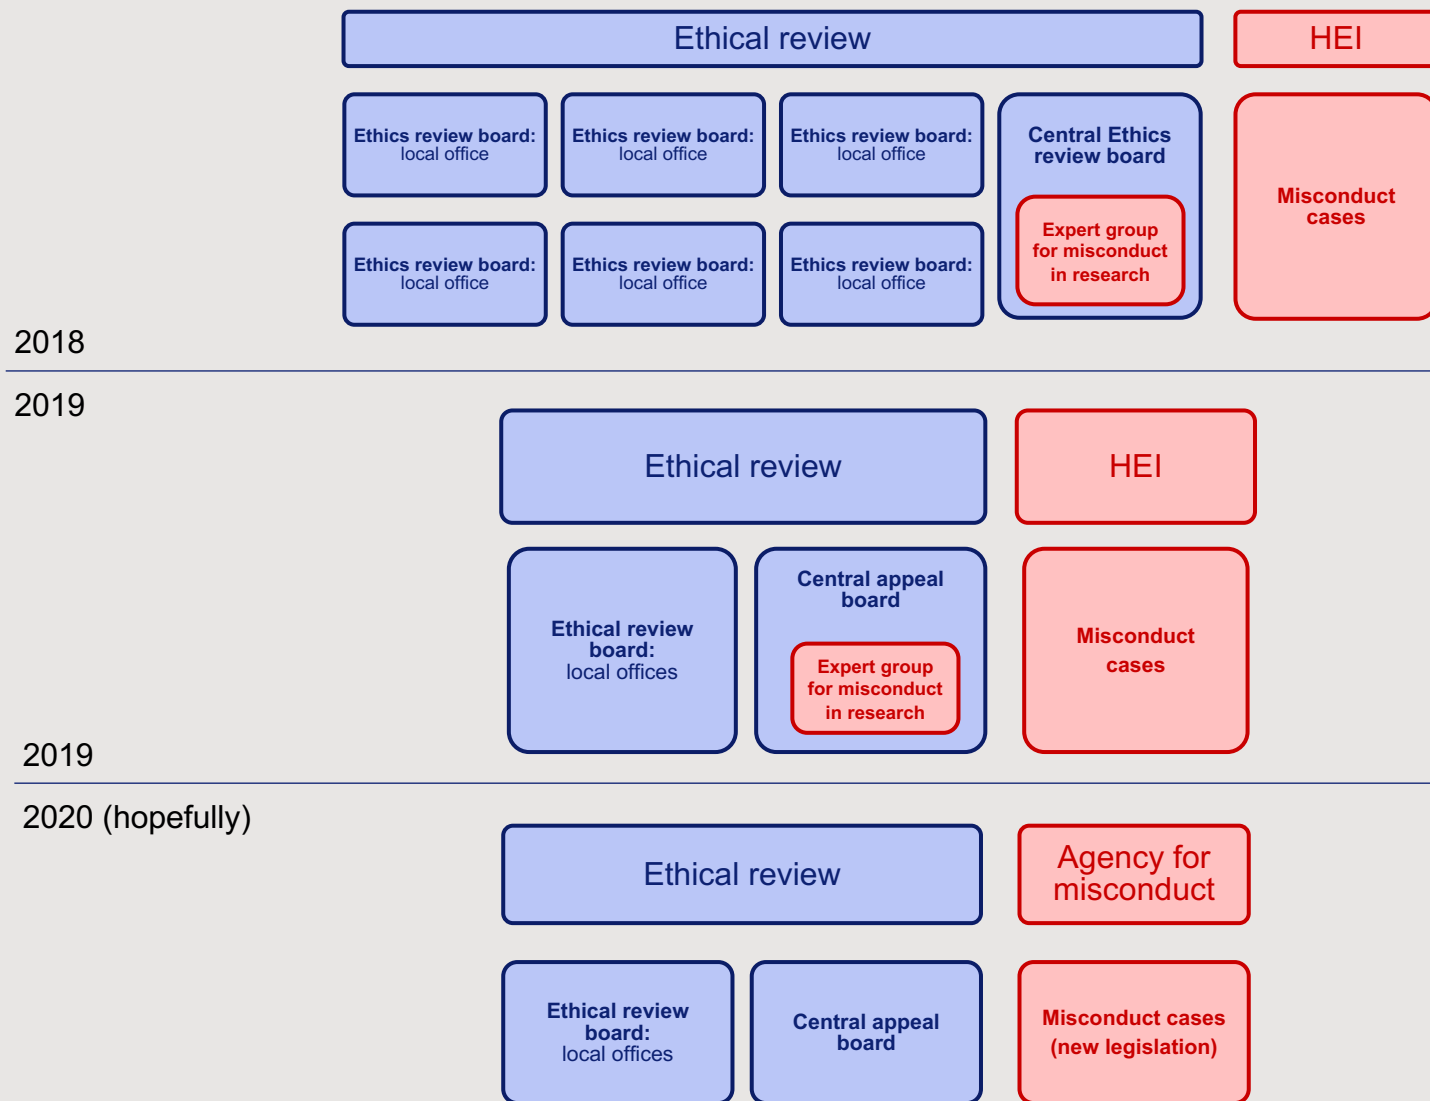 Ethical review
HEI
Ethics review board:
local office
Ethics review board:
local office
Ethics review board:
local office
Central Ethics
review board
Expert group
for misconduct
in research
Misconduct
cases
Ethics review board:
local office
Ethics review board:
local office
Ethics review board:
local office
2018
2019
Ethical review
HEI
Ethical review
board:
local offices
Central appeal
board
Expert group
for misconduct
in research
Misconduct
cases
2019
2020 (hopefully)
Ethical review
Agency for
misconduct
Ethical review
board:
local offices
Central appeal
board
Misconduct cases
(new legislation)